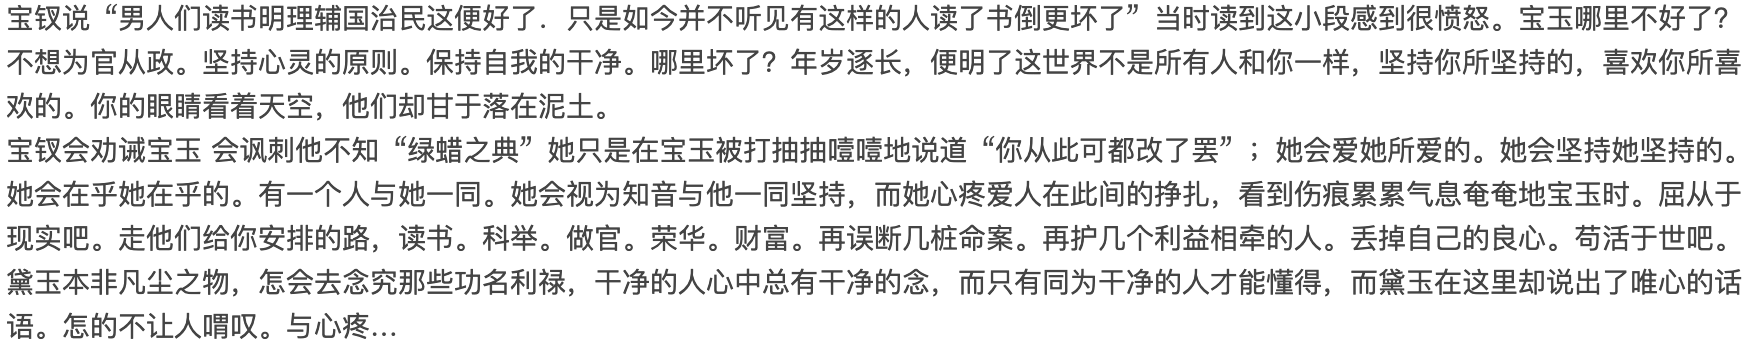 宝钗说“男人们读书明理辅国治民这便好了．只是如今并不听见有这样的人读了书倒更坏了”当时读到这小段感到很愤怒。宝玉哪里不好了？
不想为官从政。坚持心灵的原则。保持自我的干净。哪里坏了？年岁逐长，便明了这世界不是所有人和你一样，坚持你所坚持的，喜欢你所喜
欢的。你的眼睛看着天空，他们却甘于落在泥土。
宝钗会劝诫宝玉 会讽刺他不知“绿蜡之典”她只是在宝玉被打抽抽噎噎地说道“你从此可都改了罢”；她会爱她所爱的。她会坚持她坚持的。
她会在乎她在乎的。有一个人与她一同。她会视为知音与他一同坚持，而她心疼爱人在此间的挣扎，看到伤痕累累气息奄奄地宝玉时。屈从于
现实吧。走他们给你安排的路，读书。科举。做官。荣华。财富。再误断几桩命案。再护几个利益相牵的人。丢掉自己的良心。苟活于世吧。
黛玉本非凡尘之物，怎会去念究那些功名利禄，干净的人心中总有干净的念，而只有同为干净的人才能懂得，而黛玉在这里却说出了唯心的话
语。怎的不让人喟叹。与心疼...